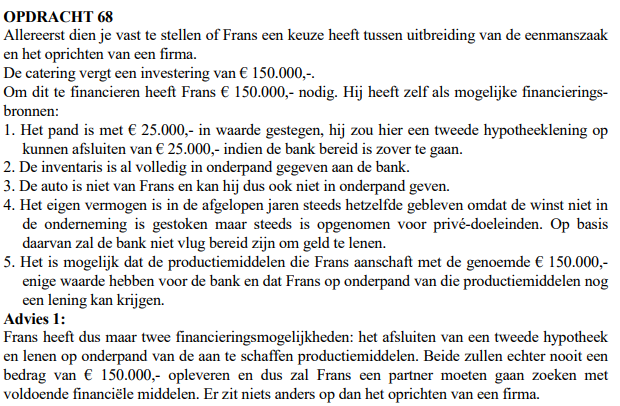 OPDRACHT 68
Allereerst dien je vast te stellen of Frans een keuze heeft tussen uitbreiding van de eenmanszaak
en het oprichten van een firma.
De catering vergt een investering van € 150.000,-.
Om dit te financieren heeft Frans € 150.000,- nodig. Hij heeft zelf als mogelijke financierings-
bronnen:
1. Het pand is met € 25.000,- in waarde gestegen, hij zou hier een tweede hypotheeklening op
kunnen afsluiten van € 25.000,- indien de bank bereid is zover te gaan.
2. De inventaris is al volledig in onderpand gegeven aan de bank.
3. De auto is niet van Frans en kan hij dus ook niet in onderpand geven.
4. Het eigen vermogen is in de afgelopen jaren steeds hetzelfde gebleven omdat de winst niet in
de onderneming is gestoken maar steeds is opgenomen voor privé-doeleinden. Op basis
daarvan zal de bank niet vlug bereid zijn om geld te lenen.
5. Het is mogelijk dat de productiemiddelen die Frans aanschaft met de genoemde € 150.000,-
enige waarde hebben voor de bank en dat Frans op onderpand van die productiemiddelen nog
een lening kan krijgen.
Advies 1:
Frans heeft dus maar twee financieringsmogelijkheden: het afsluiten van een tweede hypotheek
en lenen op onderpand van de aan te schaffen productiemiddelen. Beide zullen echter nooit een
bedrag van € 150.000,- opleveren en dus zal Frans een partner moeten gaan zoeken met
voldoende financiële middelen. Er zit niets anders op dan het oprichten van een firma.